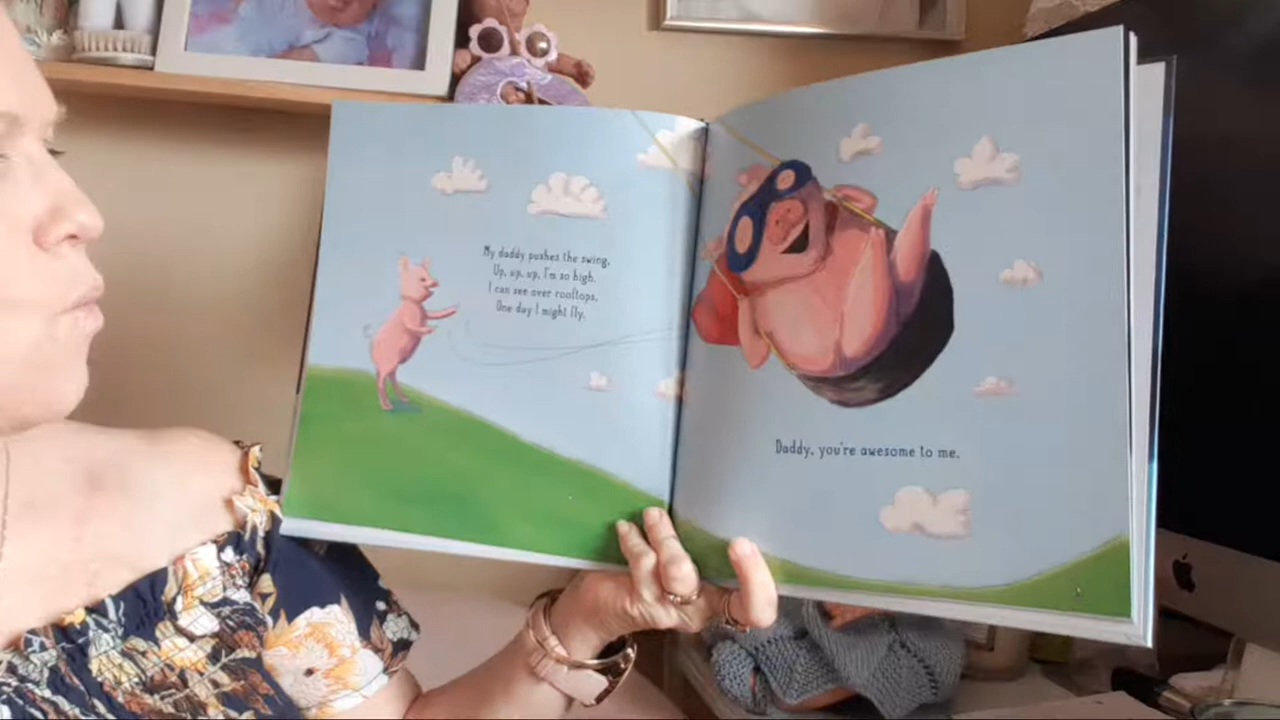 My daddy pushes the swing,
Up, up, up, I'm so high.
I can see over rooftops,
One day I might fly.
Daddy, you're awesome to me.